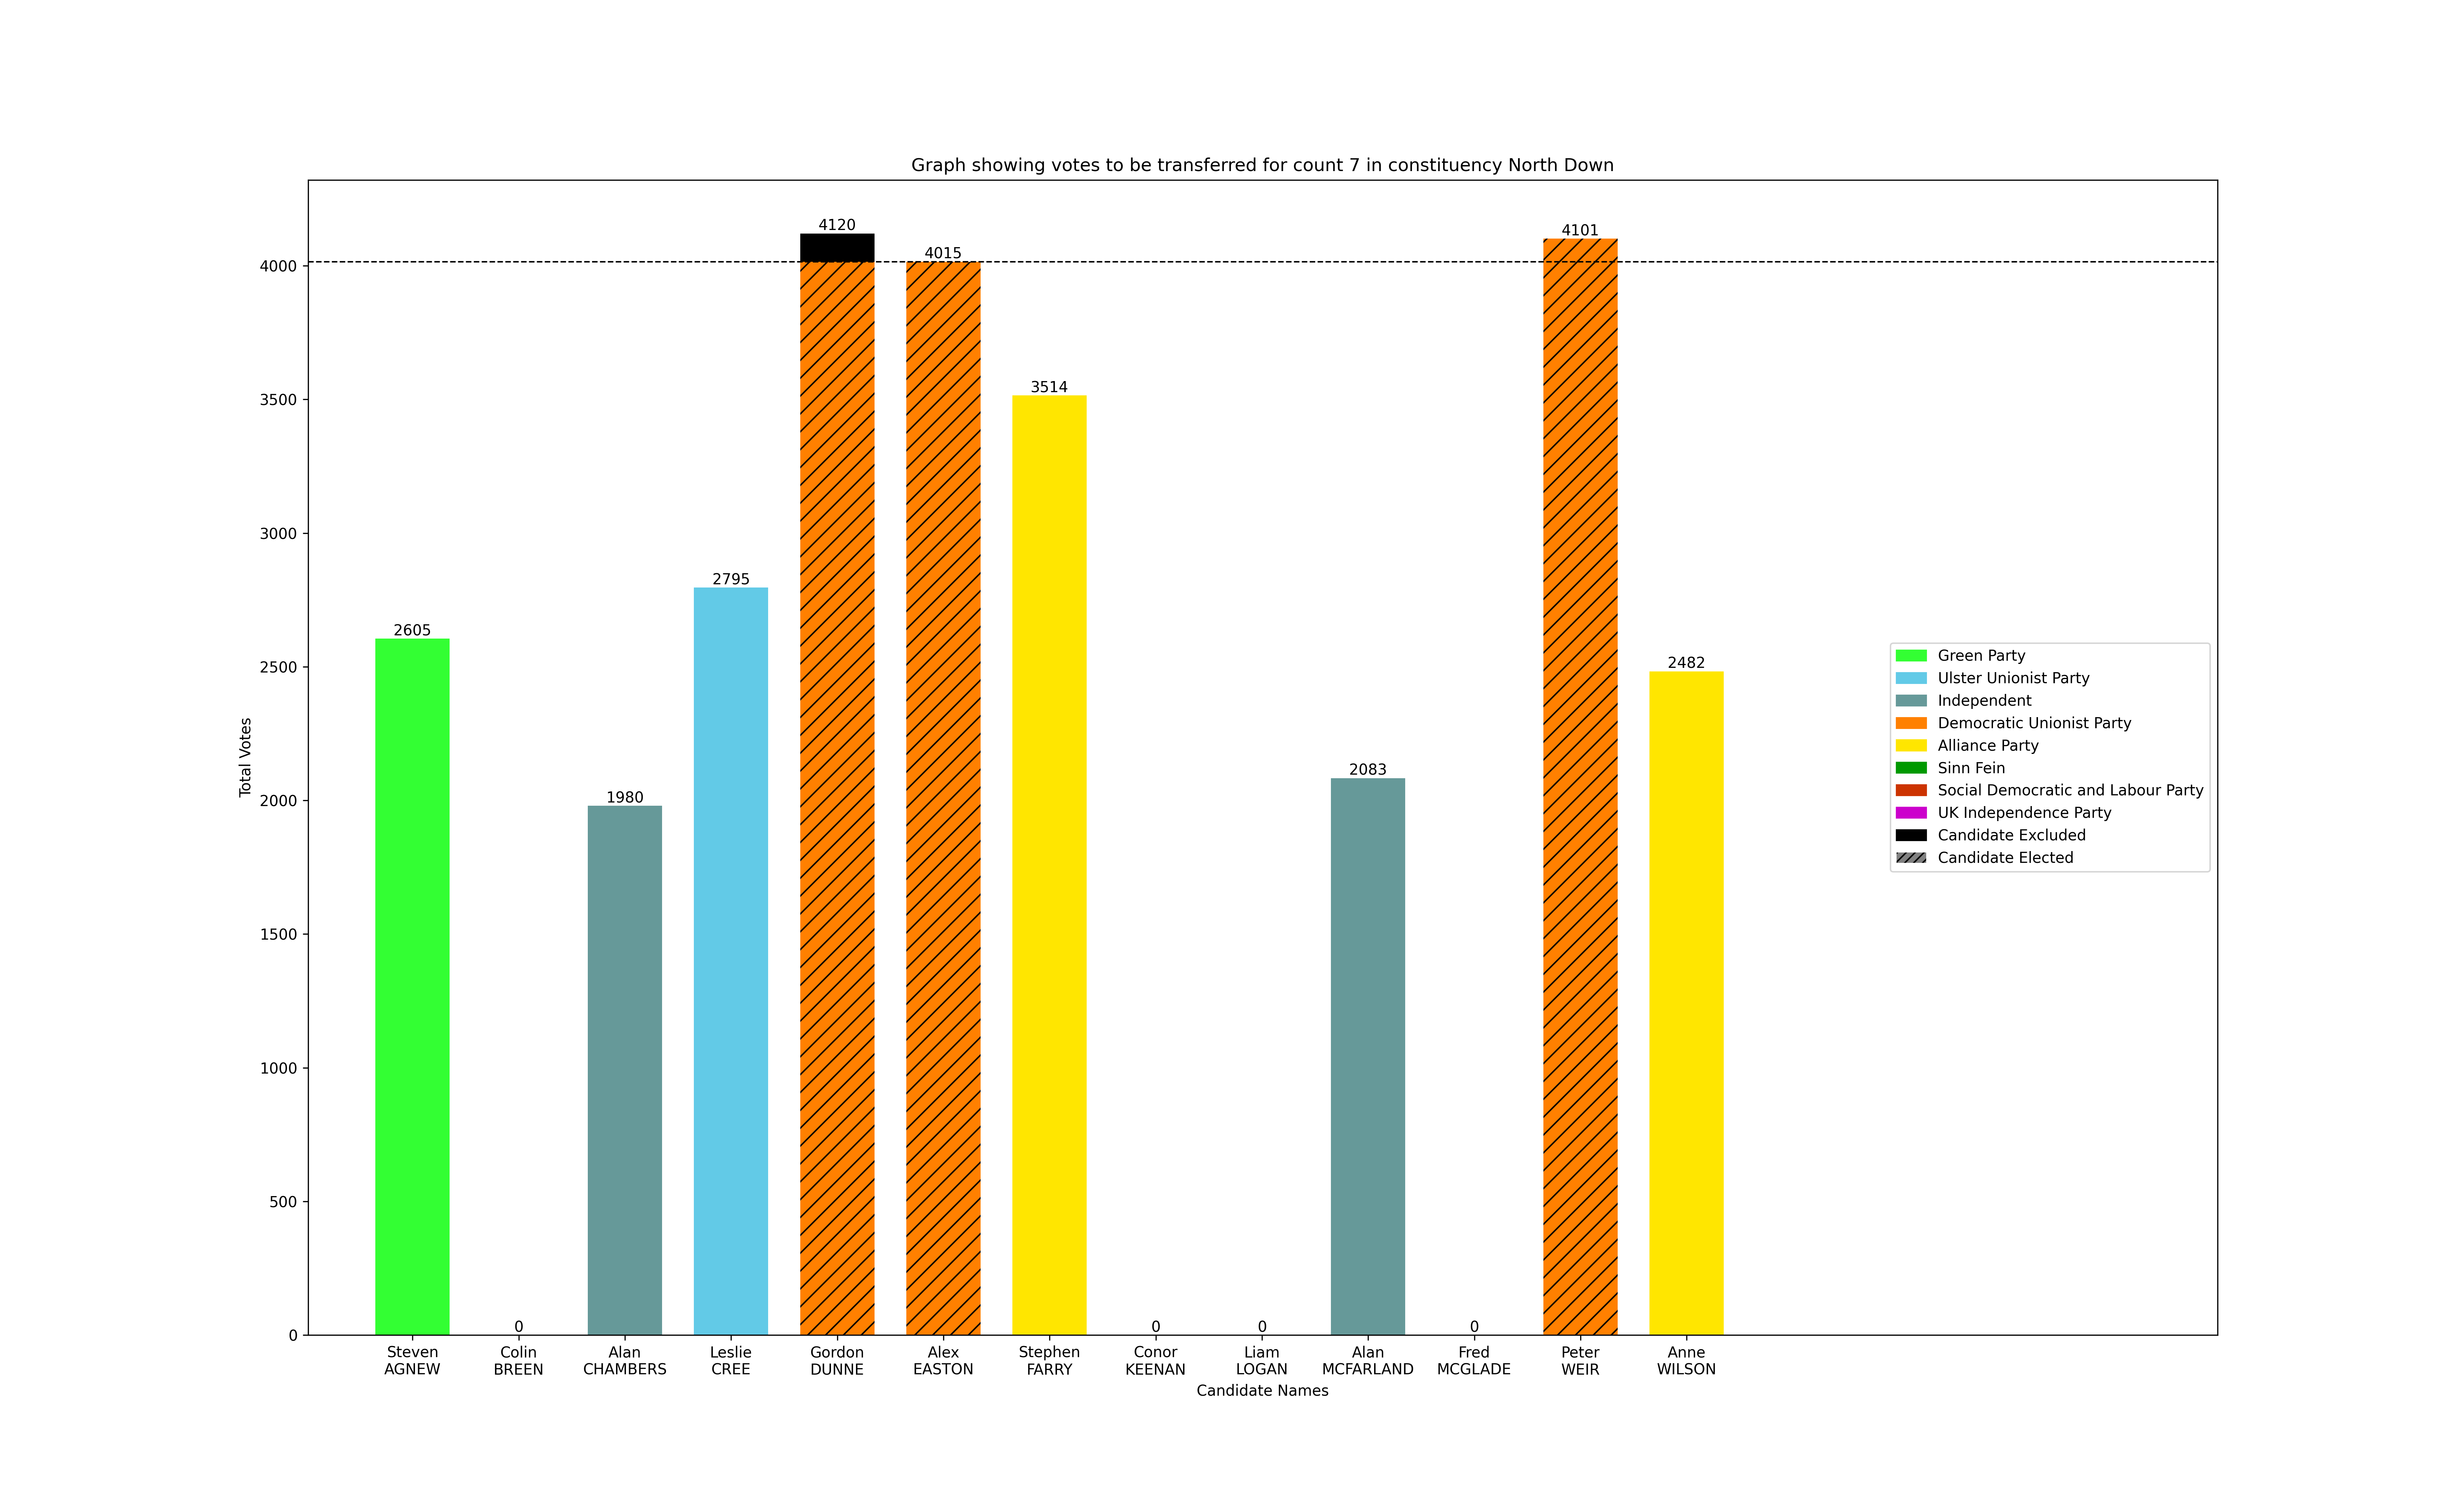 Graph showing votes to be transferred for count 7 in constituency North Down
4120
4015
4101
4000
3500
3514
3000
2795
2605
2500
2482
2083
1980
2000
1500
1000
500
0
0
0
0
0
Total Votes
Green Party
Ulster Unionist Party
Independent
Democratic Unionist Party
Alliance Party
Sinn Fein
Social Democratic and Labour Party
UK Independence Party
Candidate Excluded
Candidate Elected
Steven
AGNEW
Colin
BREEN
Alan
CHAMBERS
Leslie
CREE
Gordon
DUNNE
Alex
EASTON
Stephen
FARRY
Conor
KEENAN
Liam
LOGAN
Alan
MCFARLAND
Fred
MCGLADE
Peter
WEIR
Anne
WILSON
Candidate Names